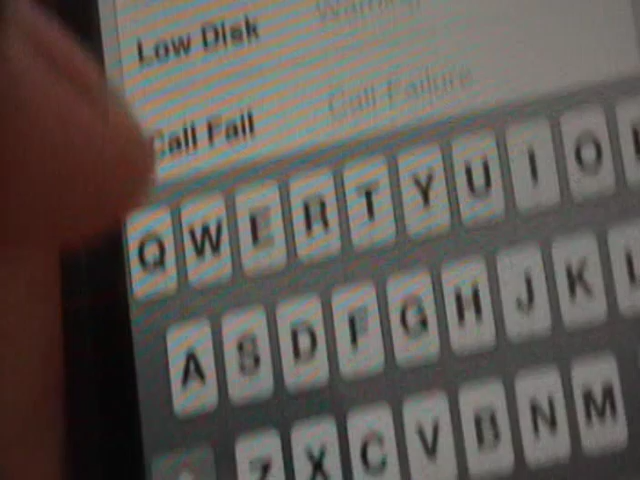 Low Disk Warning
Call Fail Call Failure
Q W E R T Y U I O
A S D F G H J K L
Z X C V B N M